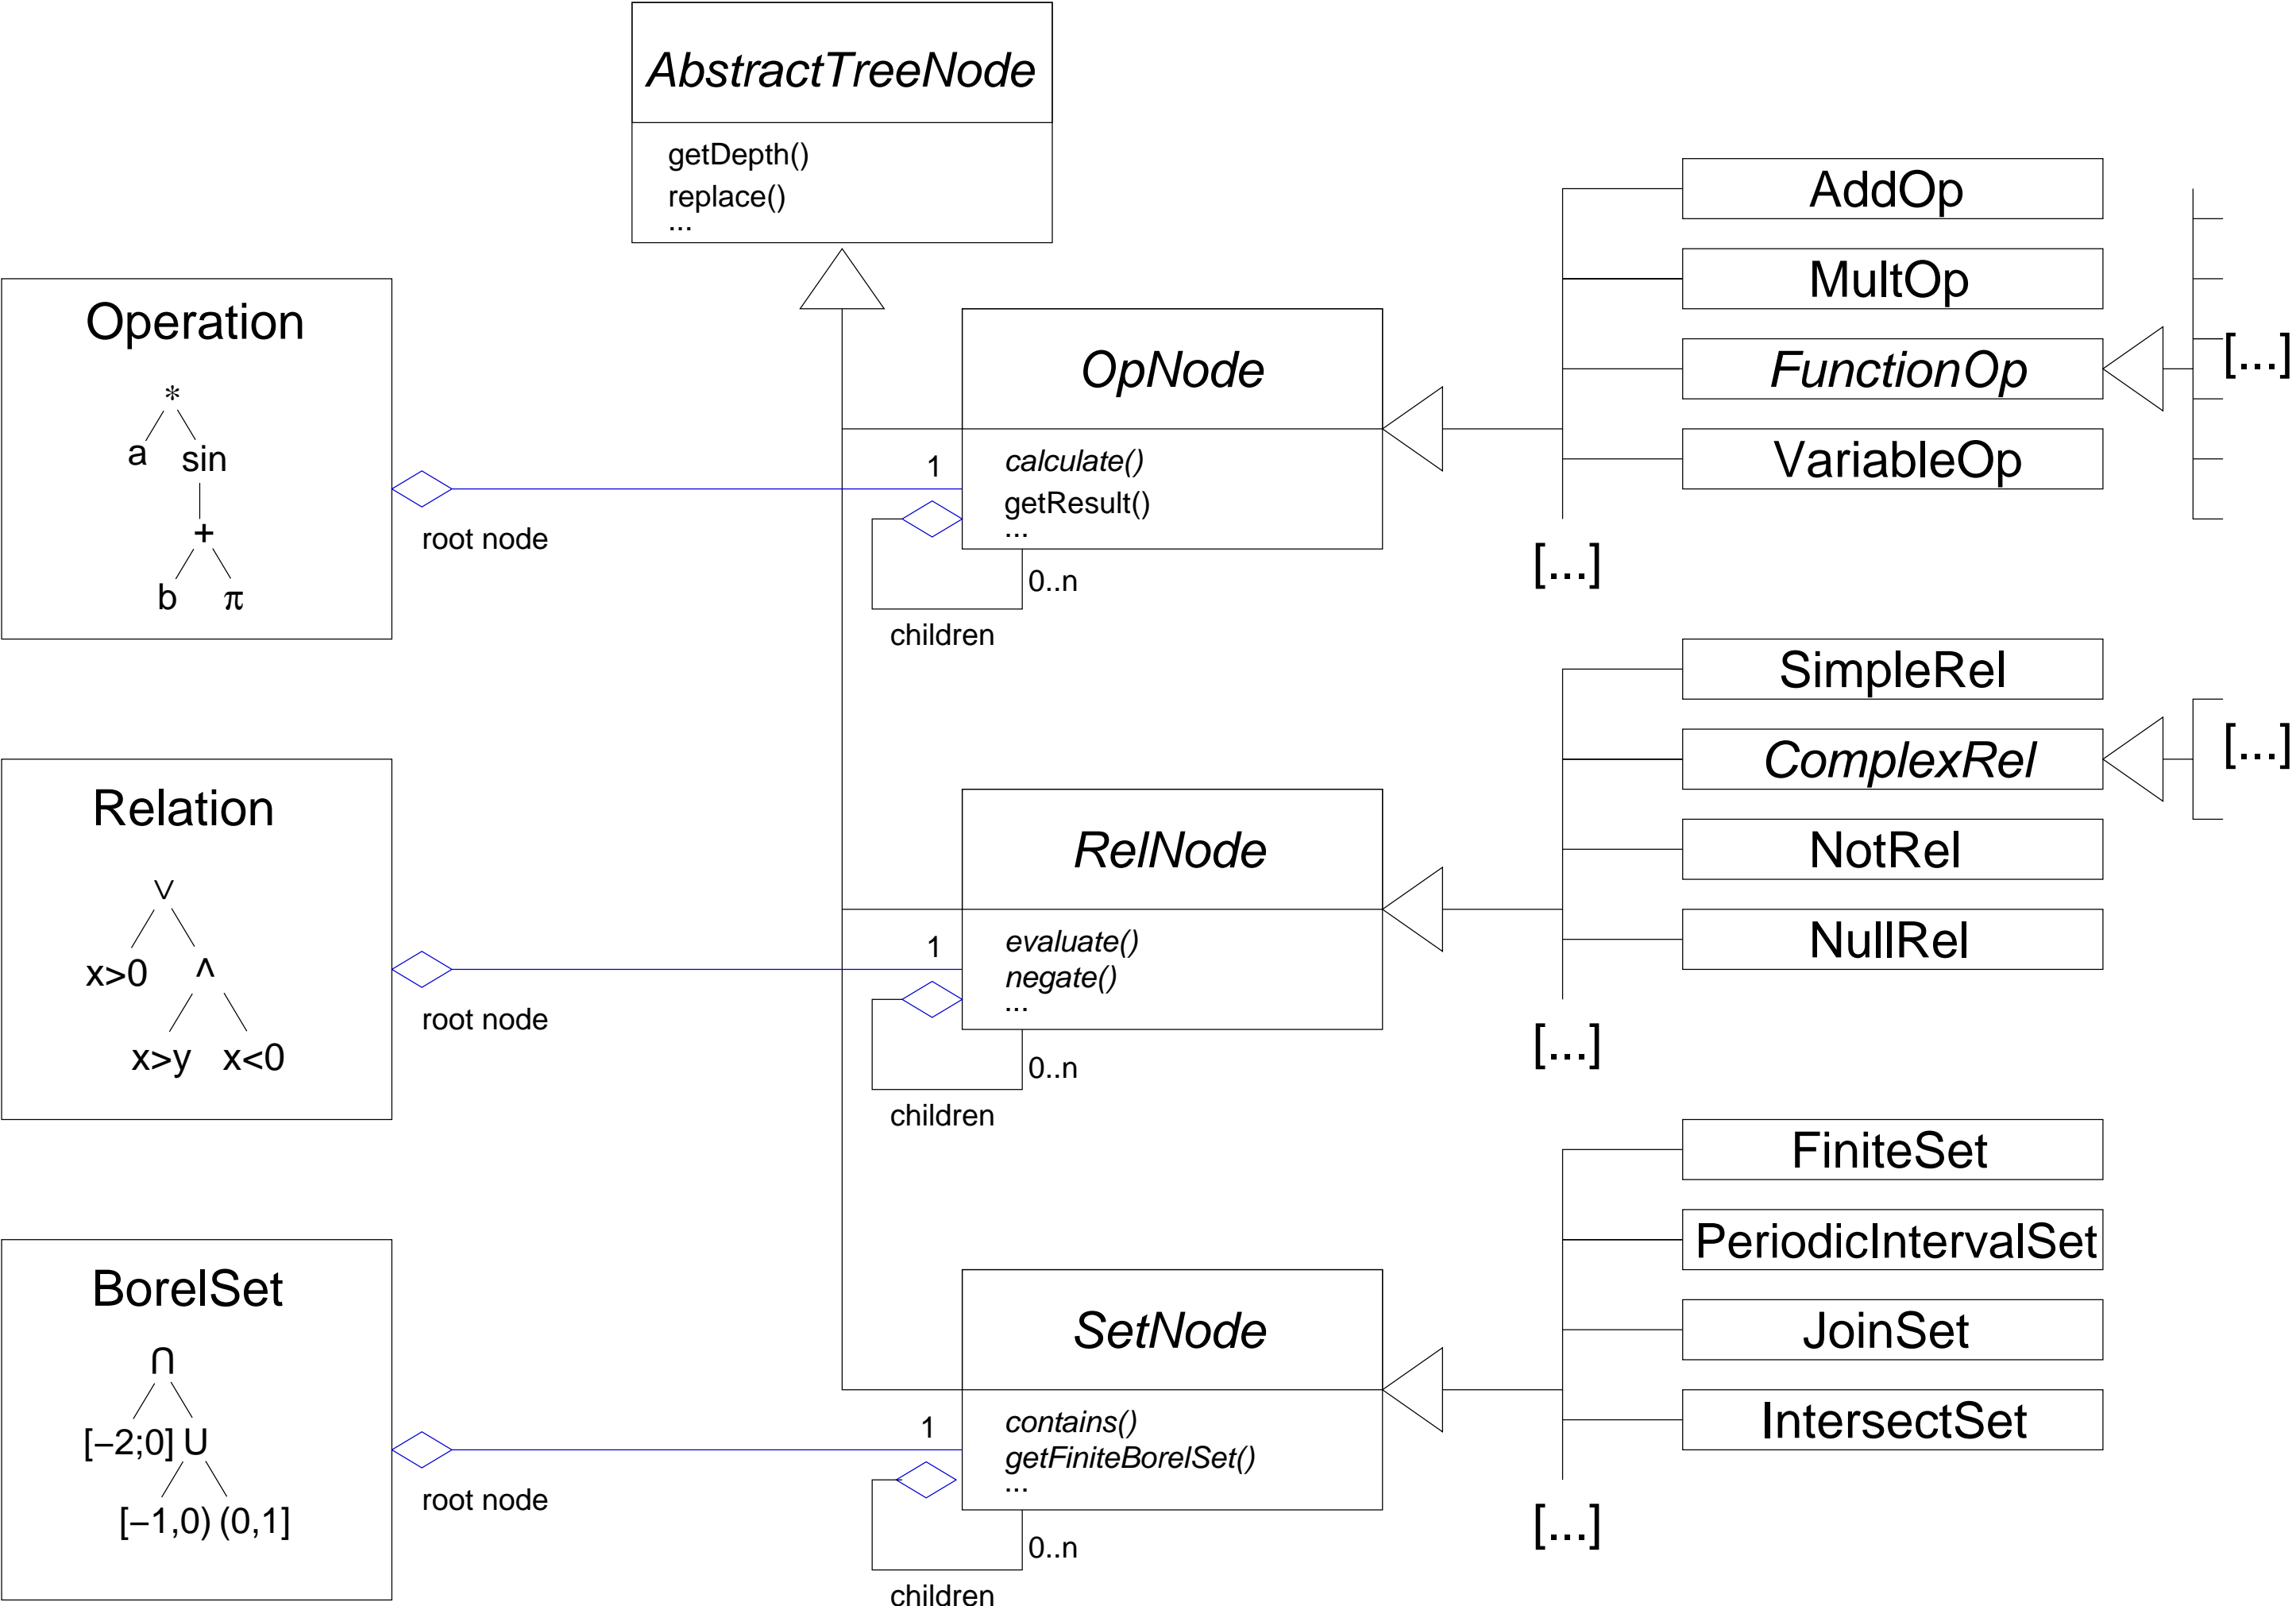 AbstractTreeNode
getDepth()
replace()
...
Operation
*
a sin
+
b π
root node
1
OpNode
calculate()
getResult()
...
0..n
children
AddOp
MultOp
FunctionOp
VariableOp
[...]
[...]
Relation
∨
x>0 ∧
x>y x<0
root node
1
RelNode
evaluate()
negate()
...
0..n
children
SimpleRel
ComplexRel
NotRel
NullRel
[...]
[...]
BorelSet
∩
[−2;0] ∪
[−1,0) (0,1]
root node
1
SetNode
contains()
getFiniteBorelSet()
...
0..n
children
FiniteSet
PeriodicIntervalSet
JoinSet
IntersectSet
[...]